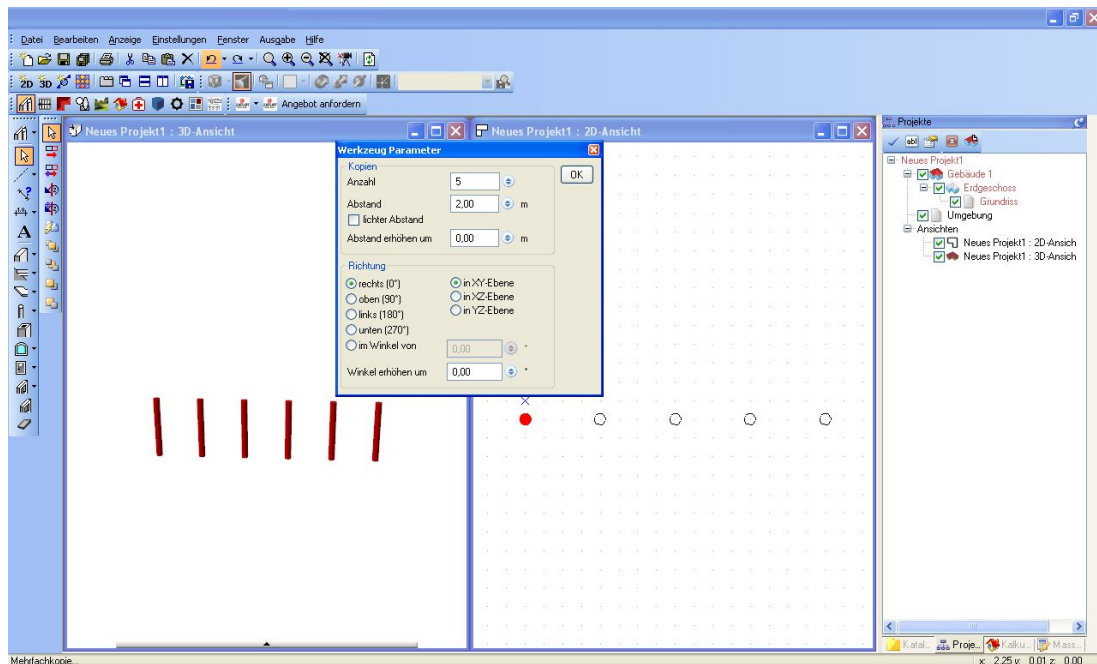 Datei Bearbeiten Anzeige Einstellungen Fenster Ausgabe Hilfe
2D 3D
Angebot anfordern
Neues Projekt1 : 3D-Ansicht
Neues Projekt1 : 2D-Ansicht
Werkzeug Parameter
Kopien
Anzahl 5
OK
Abstand 2,00 m
lichter Abstand
Abstand erhöhen um 0,00 m
Richtung
rechts (0°) in XY-Ebene
oben (90°) in XZ-Ebene
links (180°) in YZ-Ebene
unten (270°)
im Winkel von 0,00 °
Winkel erhöhen um 0,00 °
A
Projekte
abl
Neues Projekt1
Gebäude 1
Erdgeschoss
Grundriss
Umgebung
Ansichten
Neues Projekt1 : 2D-Ansich
Neues Projekt1 : 3D-Ansich
Katal... Proje... Kalku... Mass...
Mehrfachkopie...
x: 2,25 y: 0,01 z: 0,00